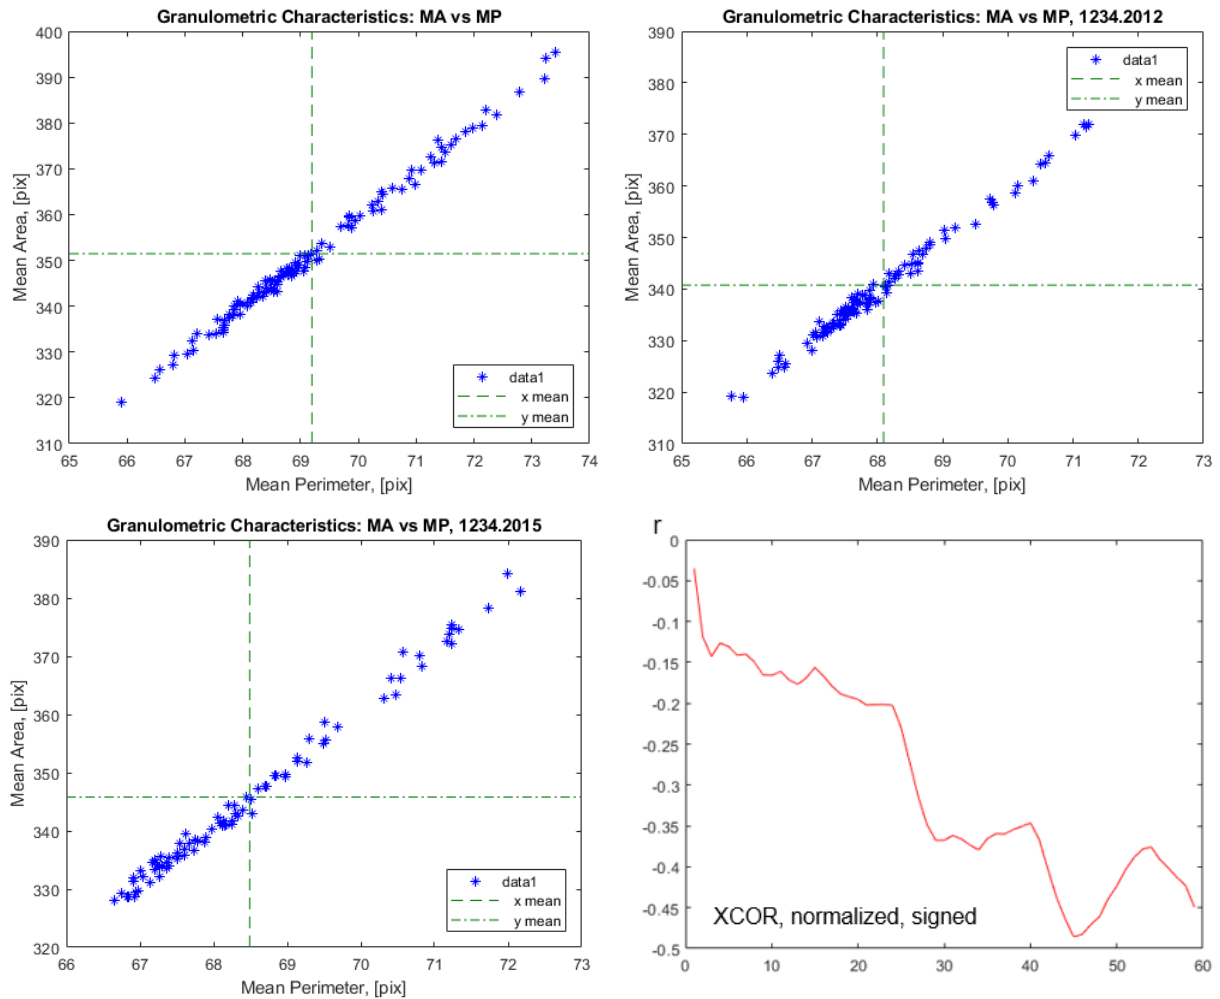 Granulometric Characteristics: MA vs MP
400
390
380
370
360
350
340
330
320
310
Mean Area, [pix]
65 66 67 68 69 70 71 72 73 74
Mean Perimeter, [pix]
data1
x mean
y mean
Granulometric Characteristics: MA vs MP, 1234.2012
390
380
370
360
350
340
330
320
310
Mean Area, [pix]
65 66 67 68 69 70 71 72 73
Mean Perimeter, [pix]
data1
x mean
y mean
Granulometric Characteristics: MA vs MP, 1234.2015
390
380
370
360
350
340
330
320
Mean Area, [pix]
66 67 68 69 70 71 72 73
Mean Perimeter, [pix]
data1
x mean
y mean
r
0
-0.05
-0.1
-0.15
-0.2
-0.25
-0.3
-0.35
-0.4
-0.45
-0.5
XCOR, normalized, signed
0 10 20 30 40 50 60